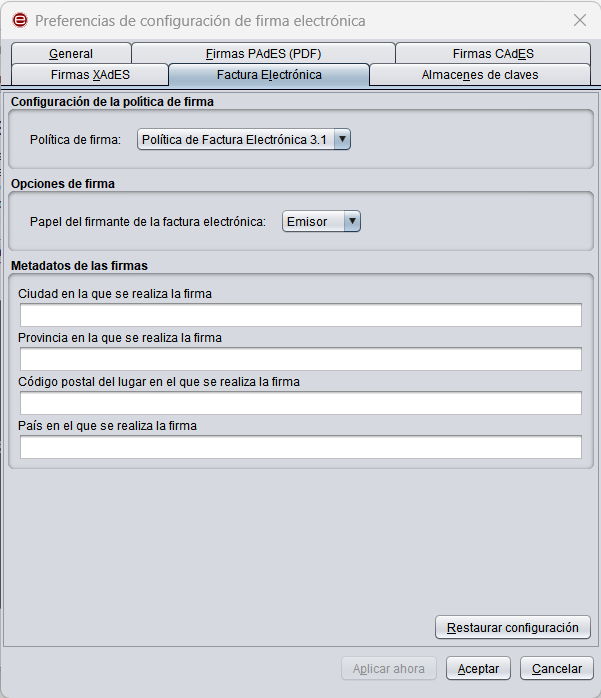 Preferencias de configuración de firma electrónica
General Firmas PAdES (PDF) Firmas CAdES
Firmas XAdES Factura Electrónica Almacenes de claves
Configuración de la política de firma
Política de firma: Política de Factura Electrónica 3.1
Opciones de firma
Papel del firmante de la factura electrónica: Emisor
Metadatos de las firmas
Ciudad en la que se realiza la firma
Provincia en la que se realiza la firma
Código postal del lugar en el que se realiza la firma
País en el que se realiza la firma
Restaurar configuración
Aplicar ahora Aceptar Cancelar